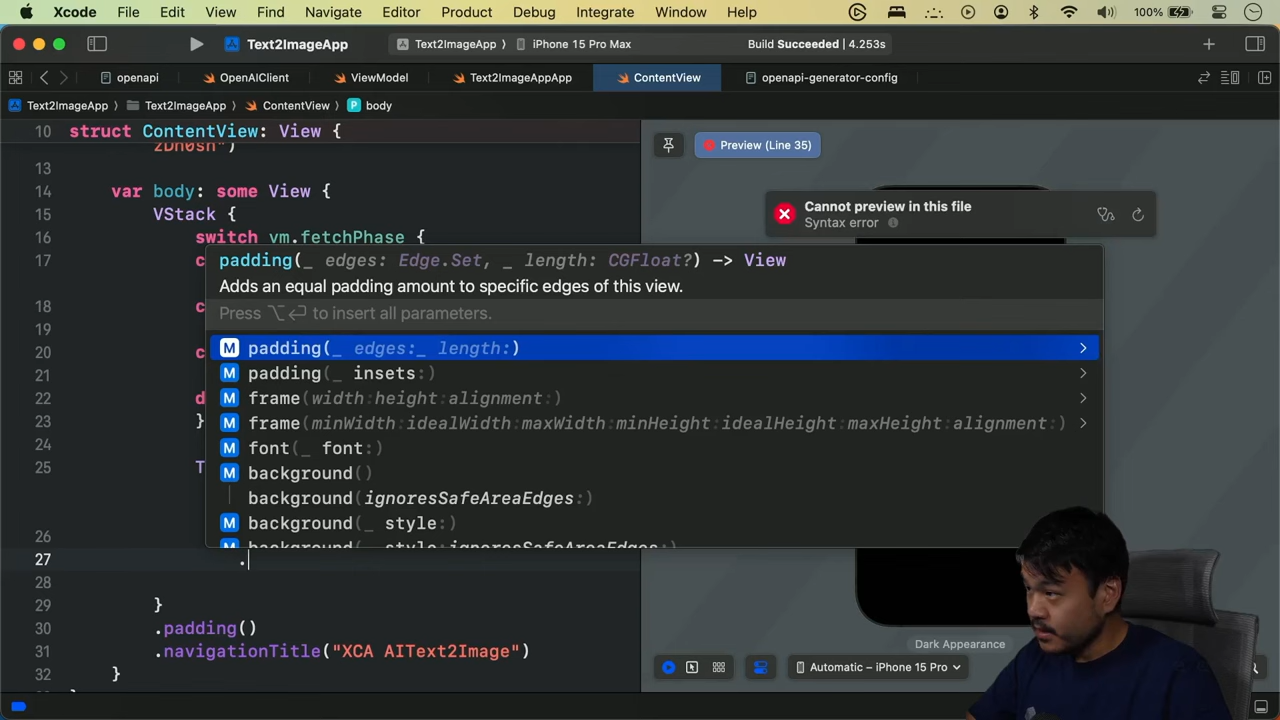 Xcode File Edit View Find Navigate Editor Product Debug Integrate Window Help 100%
Text2ImageApp Text2ImageApp 〉 iPhone 15 Pro Max Build Succeeded | 4.253s
openapi OpenAIClient ViewModel Text2ImageAppApp ContentView openapi-generator-config
Text2ImageApp 〉 Text2ImageApp 〉 ContentView 〉 P body
10 struct ContentView: View {
2Dn0sh")
13
14 var body: some View {
15 VStack {
16 switch vm.fetchPhase {
17 c
18 c
19
20 c
21
22 d
23 }
24
25 T
26
27 .
28
29 }
30 .padding()
31 .navigationTitle("XCA AIText2Image")
32 }
padding(_ edges: Edge.Set, _ length: CGFloat?) -> View
Adds an equal padding amount to specific edges of this view.
Press ⌥↩ to insert all parameters.
M padding(_ edges:_ length:)
M padding(_ insets:)
M frame(width:height:alignment:)
M frame(minWidth:idealWidth:maxWidth:minHeight:idealHeight:maxHeight:alignment:)
M font(_ font:)
M background()
background(ignoresSafeAreaEdges:)
M background(_ style:)
M background(_ style:ignoresSafeAreaEdges:)
Preview (Line 35)
Cannot preview in this file
Syntax error
Dark Appearance
Automatic – iPhone 15 Pro